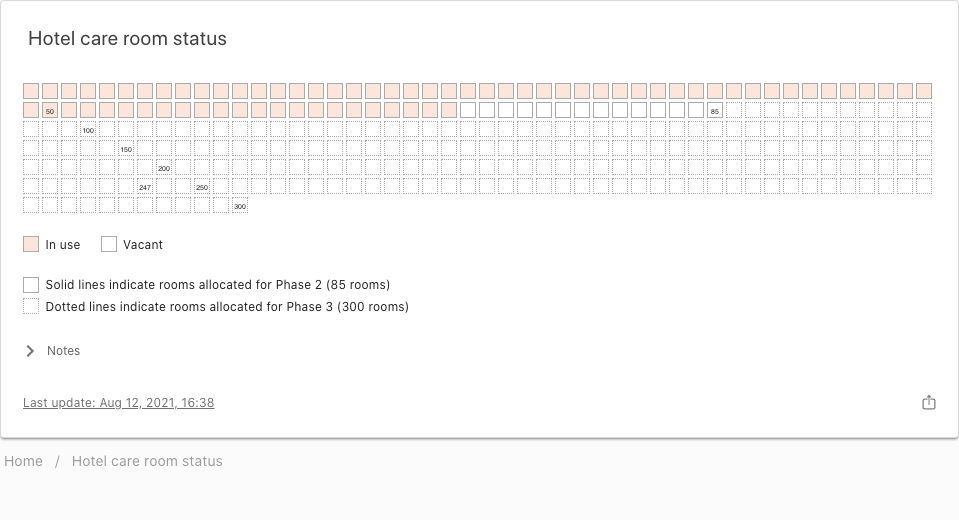 Hotel care room status
50
85
100
150
200
247 250
300
In use Vacant
Solid lines indicate rooms allocated for Phase 2 (85 rooms)
Dotted lines indicate rooms allocated for Phase 3 (300 rooms)
Notes
Last update: Aug 12, 2021, 16:38
Home / Hotel care room status